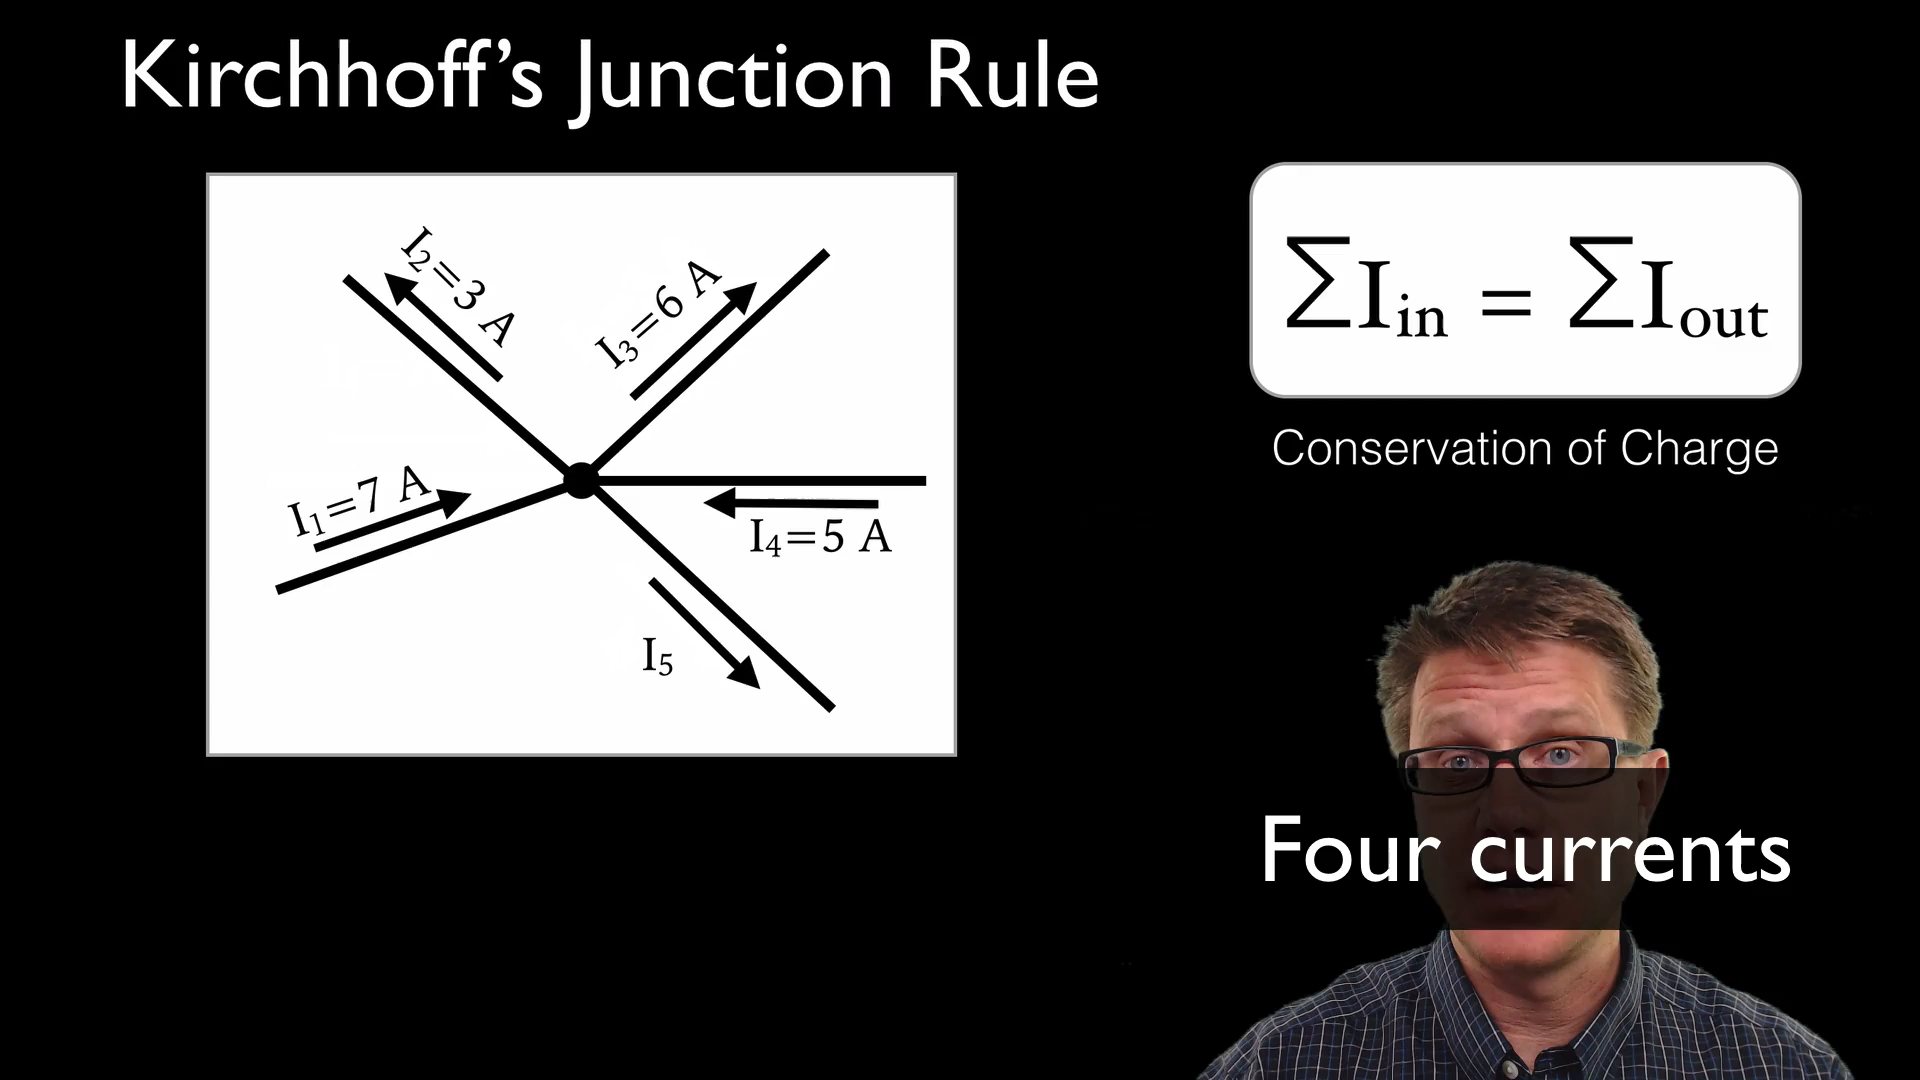 Kirchhoff's Junction Rule
I₂=3 A
I₃=6 A
I₁=7 A
I₄=5 A
I₅
ΣIin = ΣIout
Conservation of Charge
Four currents